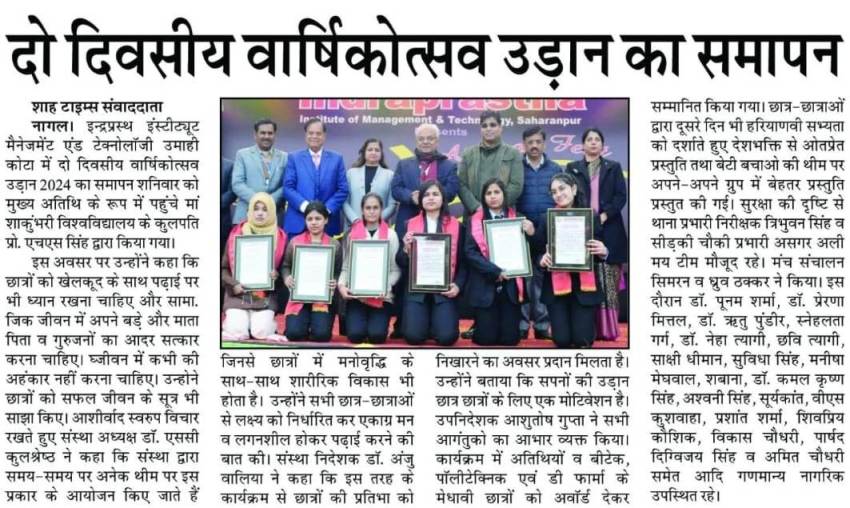 दो दिवसीय वार्षिकोत्सव उड़ान का समापन
शाह टाइम्स संवाददाता
नागल। इन्द्रप्रस्थ इंस्टीट्यूट
मैनेजमेंट एंड टेक्नोलॉजी उमाही
कोटा में दो दिवसीय वार्षिकोत्सव
उड़ान 2024 का समापन शनिवार को
मुख्य अतिथि के रूप में पहुंचे मां
शाकुंभरी विश्वविद्यालय के कुलपति
प्रो. एचएस सिंह द्वारा किया गया।
इस अवसर पर उन्होंने कहा कि
छात्रों को खेलकूद के साथ पढ़ाई पर
भी ध्यान रखना चाहिए और सामा.
जिक जीवन में अपने बड़े और माता
पिता व गुरुजनों का आदर सत्कार
करना चाहिए। घ्जीवन में कभी की
अहंकार नहीं करना चाहिए। उन्होने
छात्रों को सफल जीवन के सूत्र भी
साझा किए। आशीर्वाद स्वरुप विचार
रखते हुए संस्था अध्यक्ष डॉ. एससी
कुलश्रेष्ठ ने कहा कि संस्था द्वारा
समय-समय पर अनेक थीम पर इस
प्रकार के आयोजन किए जाते हैं
Indraprastha
Institute of Management & Technology, Saharanpur
जिनसे छात्रों में मनोवृद्धि के
साथ-साथ शारीरिक विकास भी
होता है। उन्होंने सभी छात्र-छात्राओं
से लक्ष्य को निर्धारित कर एकाग्र मन
व लगनशील होकर पढ़ाई करने की
बात की। संस्था निदेशक डॉ. अंजु
वालिया ने कहा कि इस तरह के
कार्यक्रम से छात्रों की प्रतिभा को
निखारने का अवसर प्रदान मिलता है।
उन्होंने बताया कि सपनों की उड़ान
छात्र छात्रों के लिए एक मोटिवेशन है।
उपनिदेशक आशुतोष गुप्ता ने सभी
आगंतुको का आभार व्यक्त किया।
कार्यक्रम में अतिथियों व बीटेक,
पॉलीटेक्निक एवं डी फार्मा के
मेधावी छात्रों को अवॉर्ड देकर
सम्मानित किया गया। छात्र-छात्राओं
द्वारा दूसरे दिन भी हरियाणवी सभ्यता
को दर्शाते हुए देशभक्ति से ओतप्रेत
प्रस्तुति तथा बेटी बचाओ की थीम पर
अपने-अपने ग्रुप में बेहतर प्रस्तुति
प्रस्तुत की गई। सुरक्षा की दृष्टि से
थाना प्रभारी निरीक्षक त्रिभुवन सिंह व
सीड़की चौकी प्रभारी असगर अली
मय टीम मौजूद रहे। मंच संचालन
सिमरन व ध्रुव ठक्कर ने किया। इस
दौरान डॉ. पूनम शर्मा, डॉ. प्रेरणा
मित्तल, डॉ. ऋतु पुंडीर, स्नेहलता
गर्ग, डॉ. नेहा त्यागी, छवि त्यागी,
साक्षी धीमान, सुविधा सिंह, मनीषा
मेघवाल, शबाना, डॉ. कमल कृष्ण
सिंह, अश्वनी सिंह, सूर्यकांत, वीएस
कुशवाहा, प्रशांत शर्मा, शिवप्रिय
कौशिक, विकास चौधरी, पार्षद
दिग्विजय सिंह व अमित चौधरी
समेत आदि गणमान्य नागरिक
उपस्थित रहे।